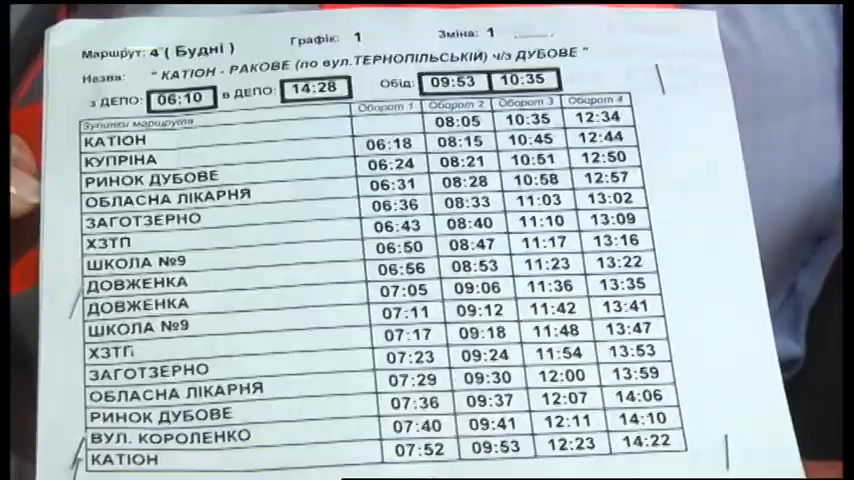 Маршрут: 4 ( Будні ) Графік: 1 Зміна: 1
Назва: " КАТІОН - РАКОВЕ (по вул.ТЕРНОПІЛЬСЬКІЙ) ч/з ДУБОВЕ "
з ДЕПО: 06:10 в ДЕПО: 14:28 Обід: 09:53 10:35
Зупинки маршрута Оборот 1 Оборот 2 Оборот 3 Оборот 4
КАТІОН 08:05 10:35 12:34
КУПРІНА 06:18 08:15 10:45 12:44
РИНОК ДУБОВЕ 06:24 08:21 10:51 12:50
ОБЛАСНА ЛІКАРНЯ 06:31 08:28 10:58 12:57
ЗАГОТЗЕРНО 06:36 08:33 11:03 13:02
ХЗТП 06:43 08:40 11:10 13:09
ШКОЛА №9 06:50 08:47 11:17 13:16
ДОВЖЕНКА 06:56 08:53 11:23 13:22
ДОВЖЕНКА 07:05 09:06 11:36 13:35
ШКОЛА №9 07:11 09:12 11:42 13:41
ХЗТП 07:17 09:18 11:48 13:47
ЗАГОТЗЕРНО 07:23 09:24 11:54 13:53
ОБЛАСНА ЛІКАРНЯ 07:29 09:30 12:00 13:59
РИНОК ДУБОВЕ 07:36 09:37 12:07 14:06
ВУЛ. КОРОЛЕНКО 07:40 09:41 12:11 14:10
КАТІОН 07:52 09:53 12:23 14:22